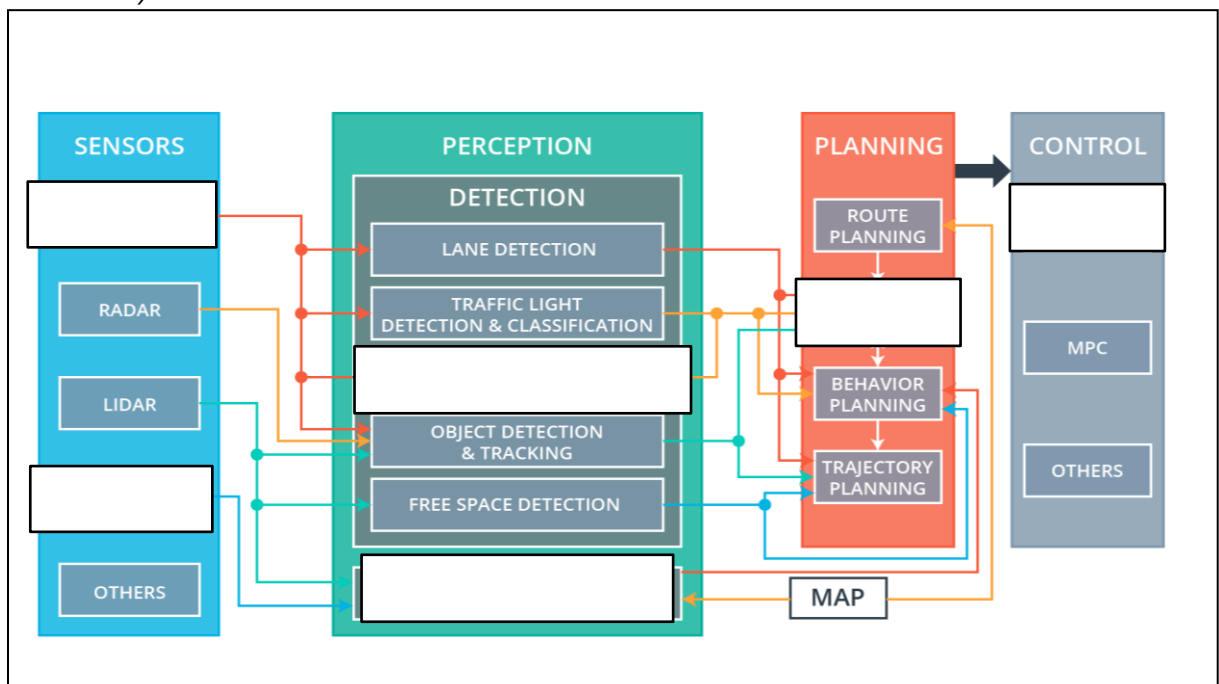 SENSORS
RADAR
LIDAR
OTHERS
PERCEPTION
DETECTION
LANE DETECTION
TRAFFIC LIGHT
DETECTION & CLASSIFICATION
OBJECT DETECTION
& TRACKING
FREE SPACE DETECTION
PLANNING
ROUTE
PLANNING
BEHAVIOR
PLANNING
TRAJECTORY
PLANNING
MAP
CONTROL
MPC
OTHERS